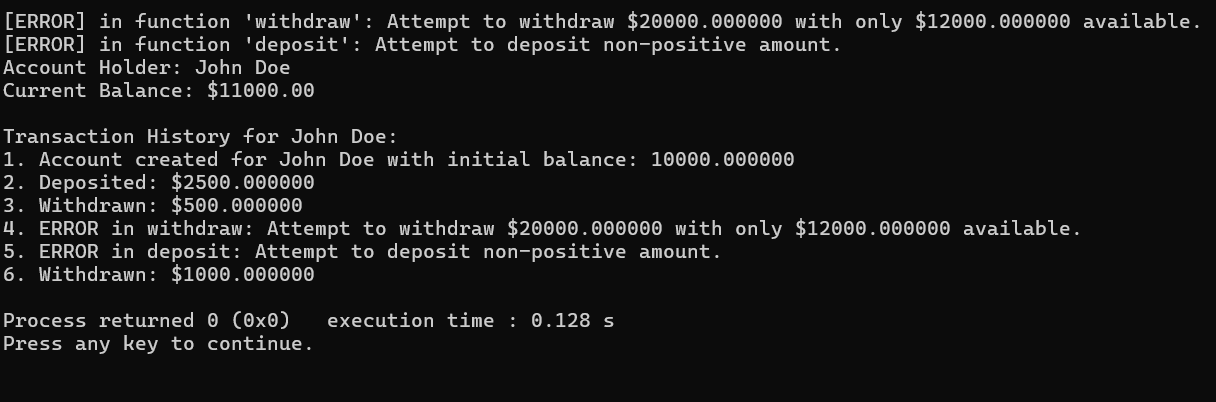 [ERROR] in function 'withdraw': Attempt to withdraw $20000.000000 with only $12000.000000 available.
[ERROR] in function 'deposit': Attempt to deposit non-positive amount.
Account Holder: John Doe
Current Balance: $11000.00
Transaction History for John Doe:
1. Account created for John Doe with initial balance: 10000.000000
2. Deposited: $2500.000000
3. Withdrawn: $500.000000
4. ERROR in withdraw: Attempt to withdraw $20000.000000 with only $12000.000000 available.
5. ERROR in deposit: Attempt to deposit non-positive amount.
6. Withdrawn: $1000.000000
Process returned 0 (0x0)   execution time : 0.128 s
Press any key to continue.